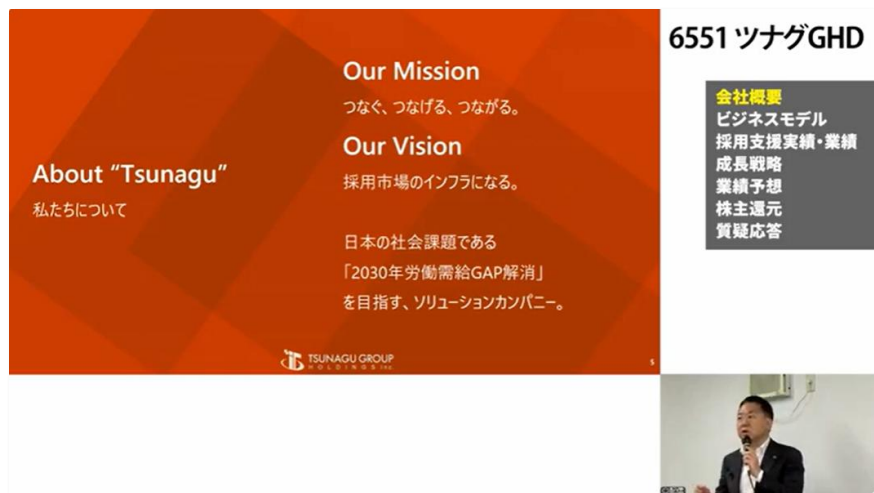 About “Tsunagu”
私たちについて
Our Mission
つなぐ、つなげる、つながる。
Our Vision
採用市場のインフラになる。
日本の社会課題である
「2030年労働需給GAP解消」
を目指す、ソリューションカンパニー。
TSUNAGU GROUP
HOLDINGS Inc.
5
6551 ツナグGHD
会社概要
ビジネスモデル
採用支援実績・業績
成長戦略
業績予想
株主還元
質疑応答